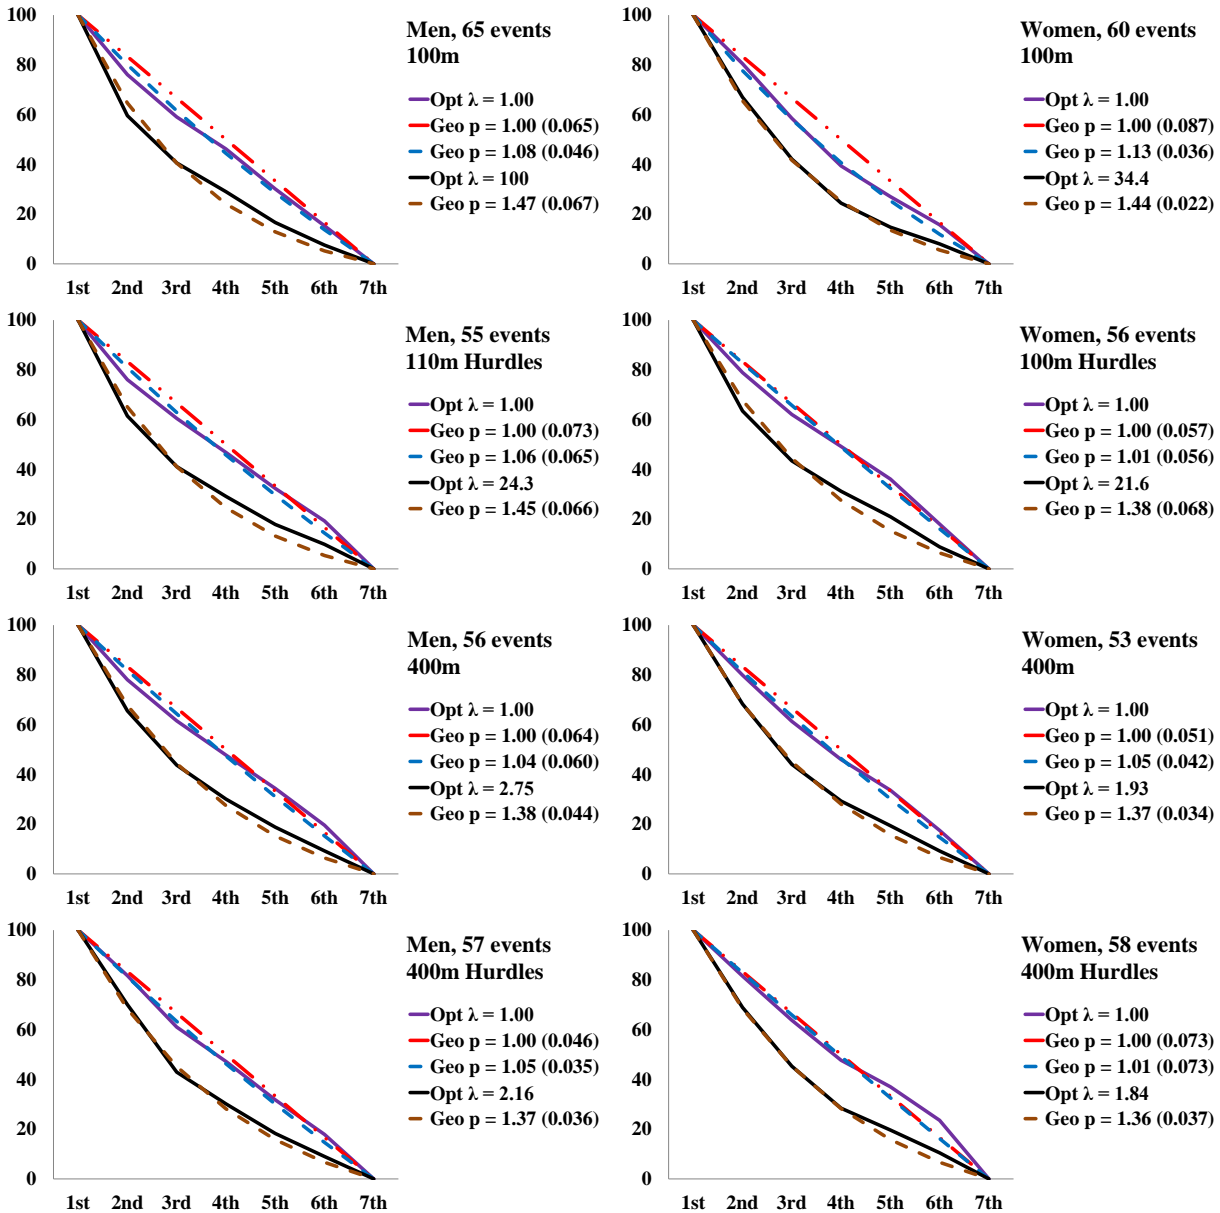 100
80
60
40
20
0
1st 2nd 3rd 4th 5th 6th 7th
Men, 65 events
100m
Opt λ = 1.00
Geo p = 1.00 (0.065)
Geo p = 1.08 (0.046)
Opt λ = 100
Geo p = 1.47 (0.067)
100
80
60
40
20
0
1st 2nd 3rd 4th 5th 6th 7th
Women, 60 events
100m
Opt λ = 1.00
Geo p = 1.00 (0.087)
Geo p = 1.13 (0.036)
Opt λ = 34.4
Geo p = 1.44 (0.022)
100
80
60
40
20
0
1st 2nd 3rd 4th 5th 6th 7th
Men, 55 events
110m Hurdles
Opt λ = 1.00
Geo p = 1.00 (0.073)
Geo p = 1.06 (0.065)
Opt λ = 24.3
Geo p = 1.45 (0.066)
100
80
60
40
20
0
1st 2nd 3rd 4th 5th 6th 7th
Women, 56 events
100m Hurdles
Opt λ = 1.00
Geo p = 1.00 (0.057)
Geo p = 1.01 (0.056)
Opt λ = 21.6
Geo p = 1.38 (0.068)
100
80
60
40
20
0
1st 2nd 3rd 4th 5th 6th 7th
Men, 56 events
400m
Opt λ = 1.00
Geo p = 1.00 (0.064)
Geo p = 1.04 (0.060)
Opt λ = 2.75
Geo p = 1.38 (0.044)
100
80
60
40
20
0
1st 2nd 3rd 4th 5th 6th 7th
Women, 53 events
400m
Opt λ = 1.00
Geo p = 1.00 (0.051)
Geo p = 1.05 (0.042)
Opt λ = 1.93
Geo p = 1.37 (0.034)
100
80
60
40
20
0
1st 2nd 3rd 4th 5th 6th 7th
Men, 57 events
400m Hurdles
Opt λ = 1.00
Geo p = 1.00 (0.046)
Geo p = 1.05 (0.035)
Opt λ = 2.16
Geo p = 1.37 (0.036)
100
80
60
40
20
0
1st 2nd 3rd 4th 5th 6th 7th
Women, 58 events
400m Hurdles
Opt λ = 1.00
Geo p = 1.00 (0.073)
Geo p = 1.01 (0.073)
Opt λ = 1.84
Geo p = 1.36 (0.037)